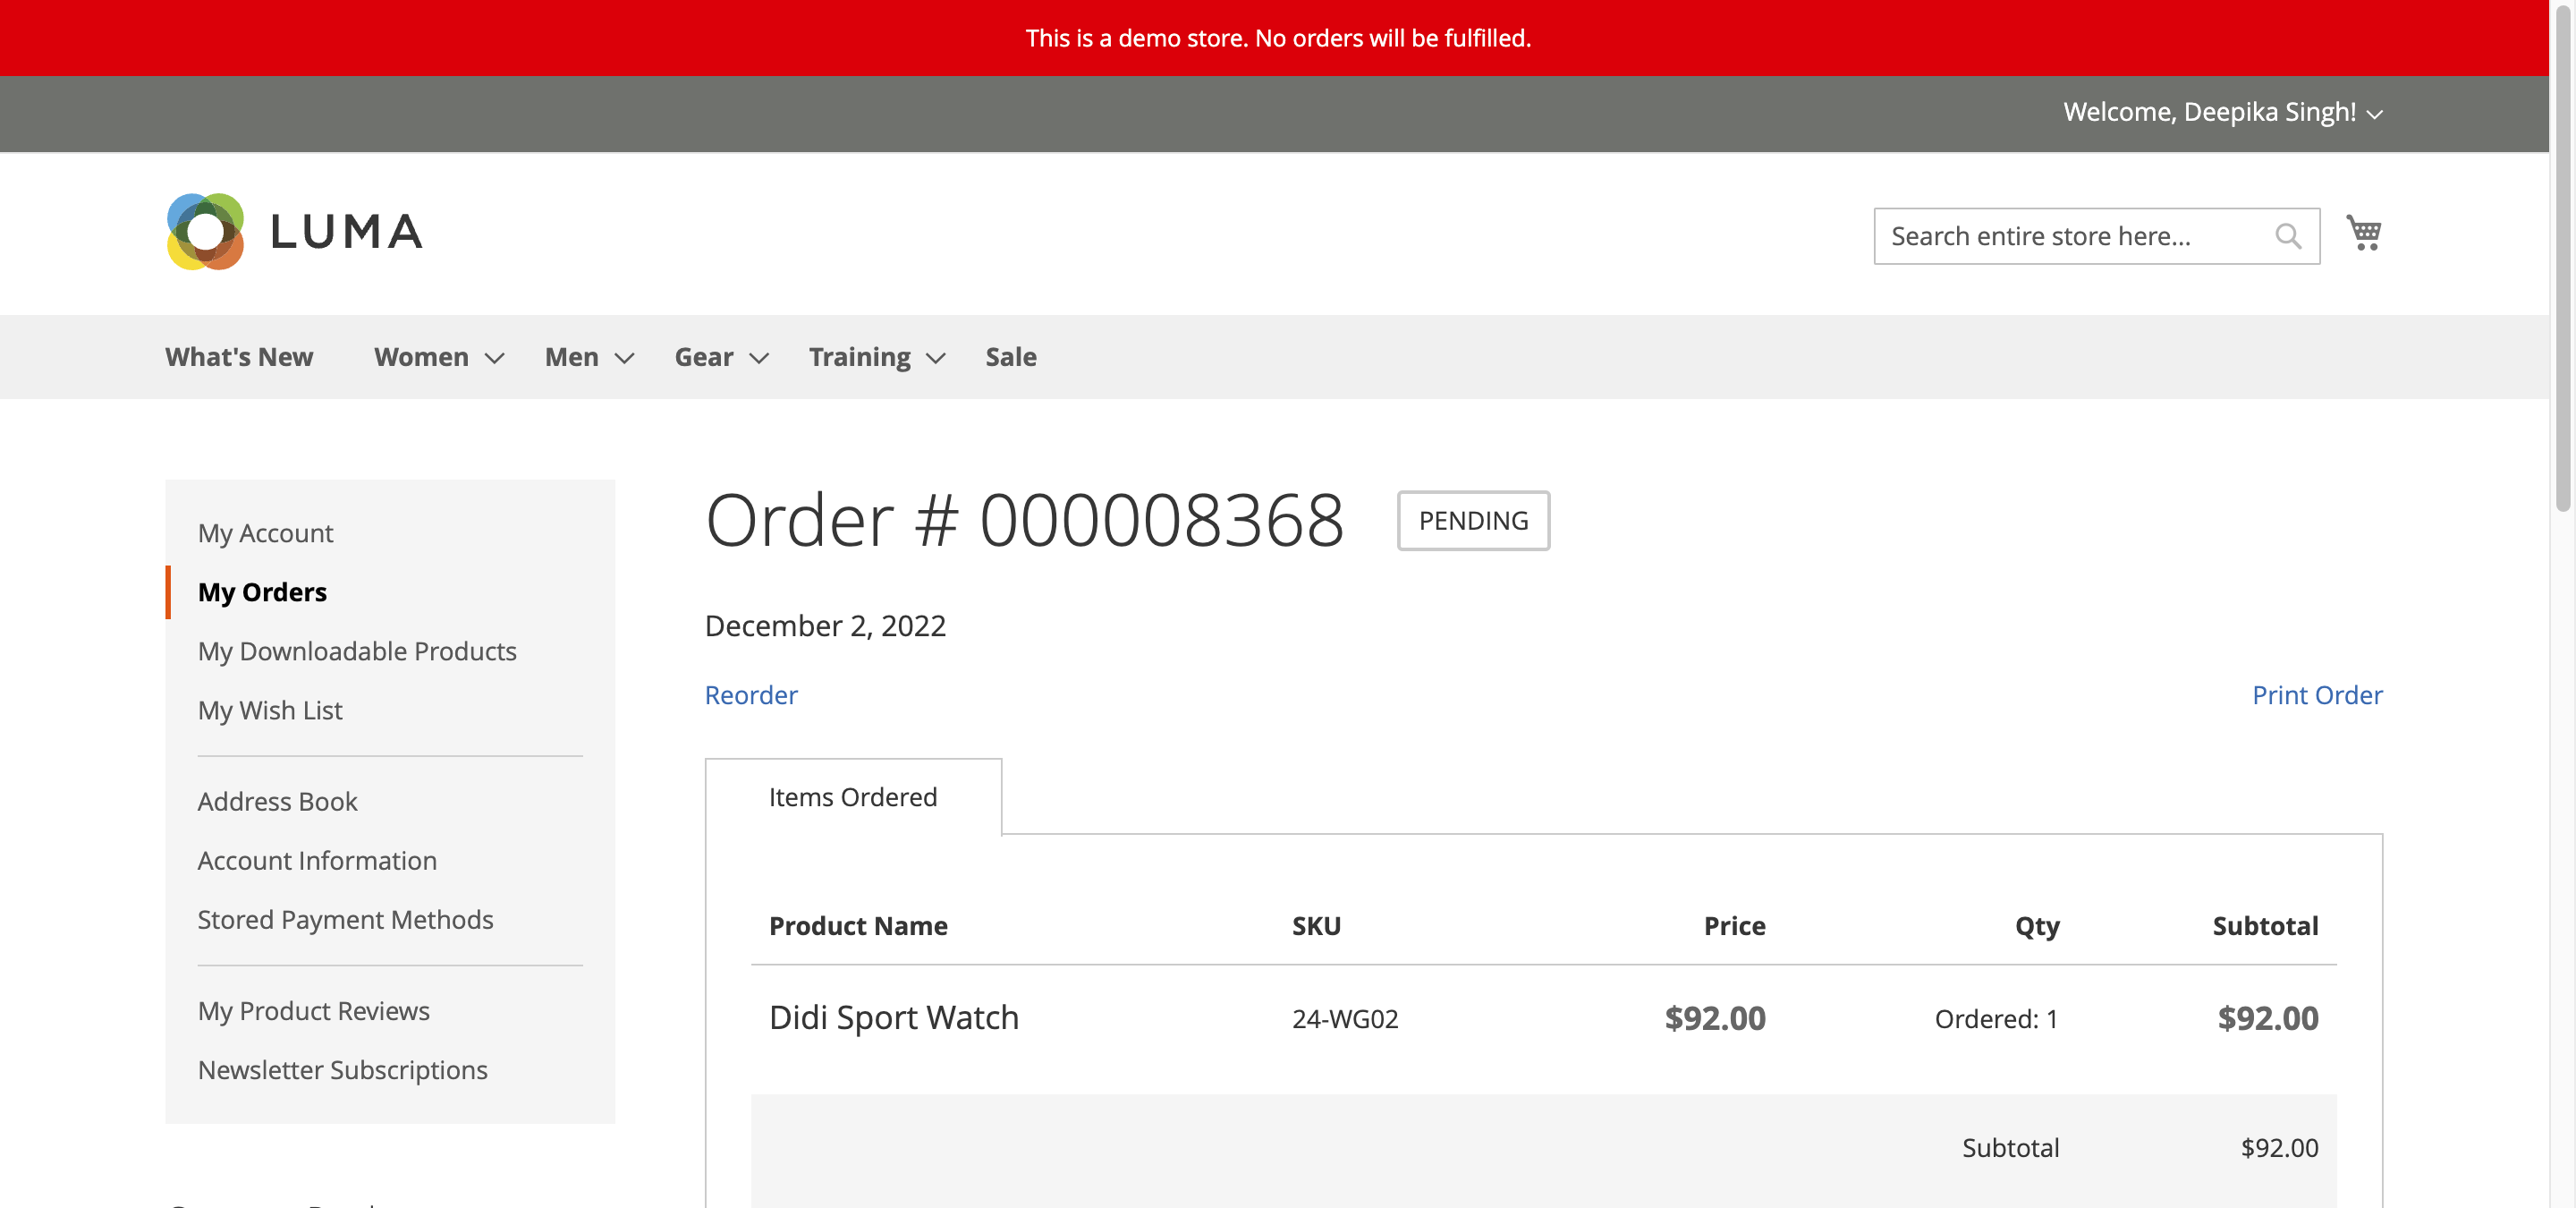 This is a demo store. No orders will be fulfilled.
Welcome, Deepika Singh!
LUMA
Search entire store here...
What's New Women Men Gear Training Sale
My Account
My Orders
My Downloadable Products
My Wish List
Address Book
Account Information
Stored Payment Methods
My Product Reviews
Newsletter Subscriptions
Order # 000008368 PENDING
December 2, 2022
Reorder Print Order
Items Ordered
Product Name SKU Price Qty Subtotal
Didi Sport Watch 24-WG02 $92.00 Ordered: 1 $92.00
Subtotal $92.00